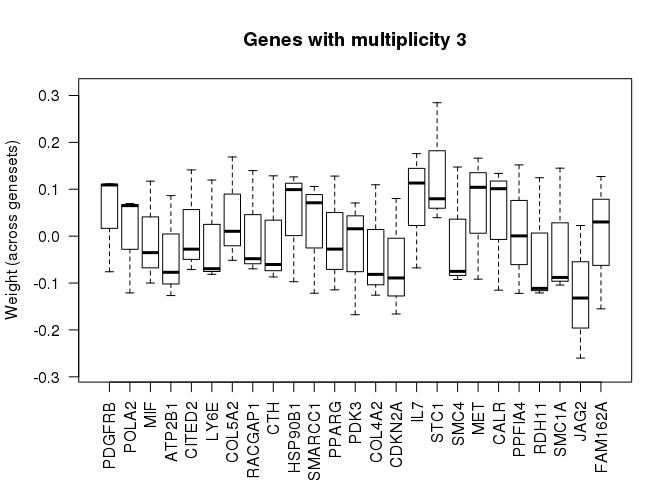 Genes with multiplicity 3
Weight (across genesets)
0.3
0.2
0.1
0.0
-0.1
-0.2
-0.3
PDGFRB
POLA2
MIF
ATP2B1
CITED2
LY6E
COL5A2
RACGAP1
CTH
HSP90B1
SMARCC1
PPARG
PDK3
COL4A2
CDKN2A
IL7
STC1
SMC4
MET
CALR
PPFIA4
RDH11
SMC1A
JAG2
FAM162A